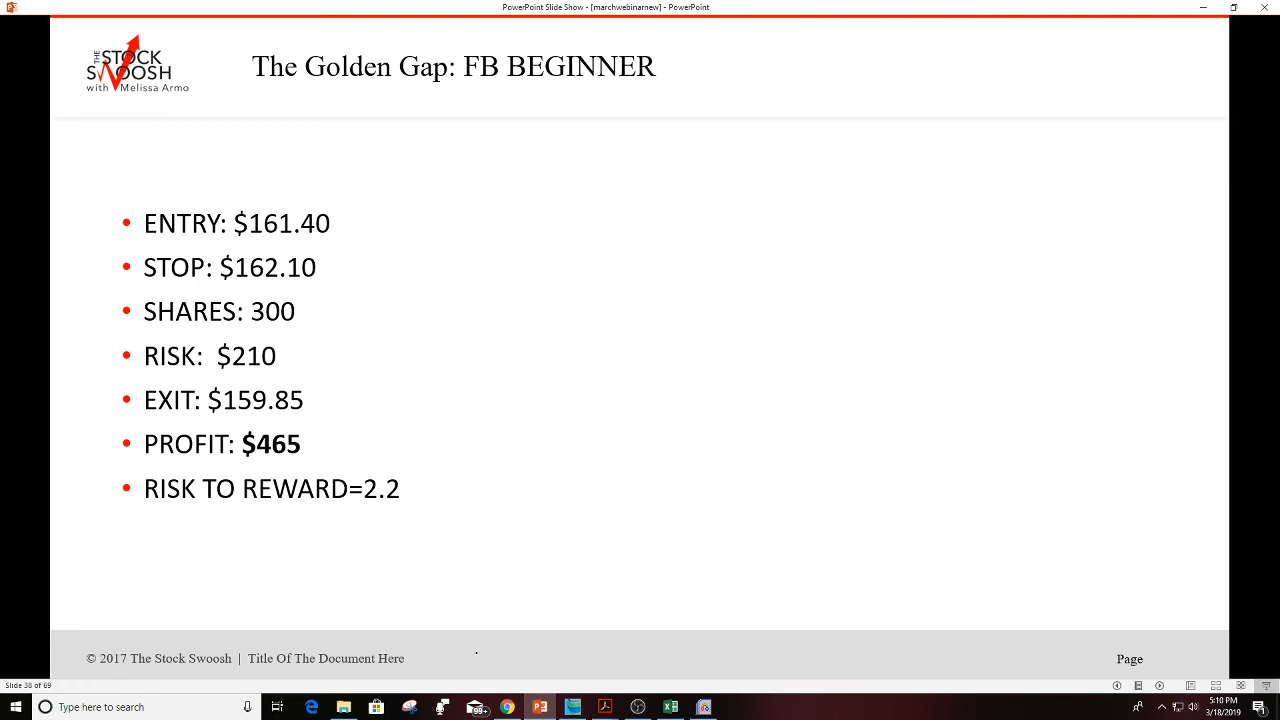 PowerPoint Slide Show - [marchwebinarnew] - PowerPoint
THE
STOCK
SWOOSH
with Melissa Armo
The Golden Gap: FB BEGINNER
• ENTRY: $161.40
• STOP: $162.10
• SHARES: 300
• RISK:  $210
• EXIT: $159.85
• PROFIT: $465
• RISK TO REWARD=2.2
© 2017 The Stock Swoosh | Title Of The Document Here
Page
Slide 38 of 69
Type here to search
99+
5:10 PM
3/18/2019